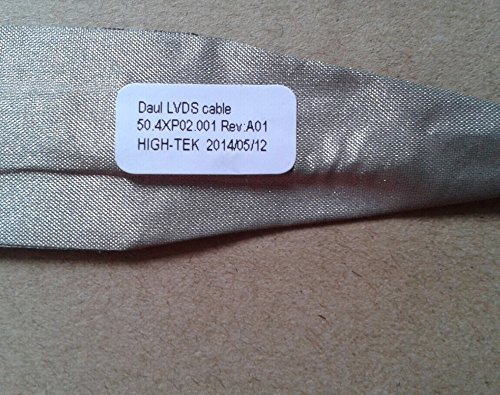 Daul LVDS cable
50.4XP02.001 Rev:A01
HIGH-TEK 2014/05/12